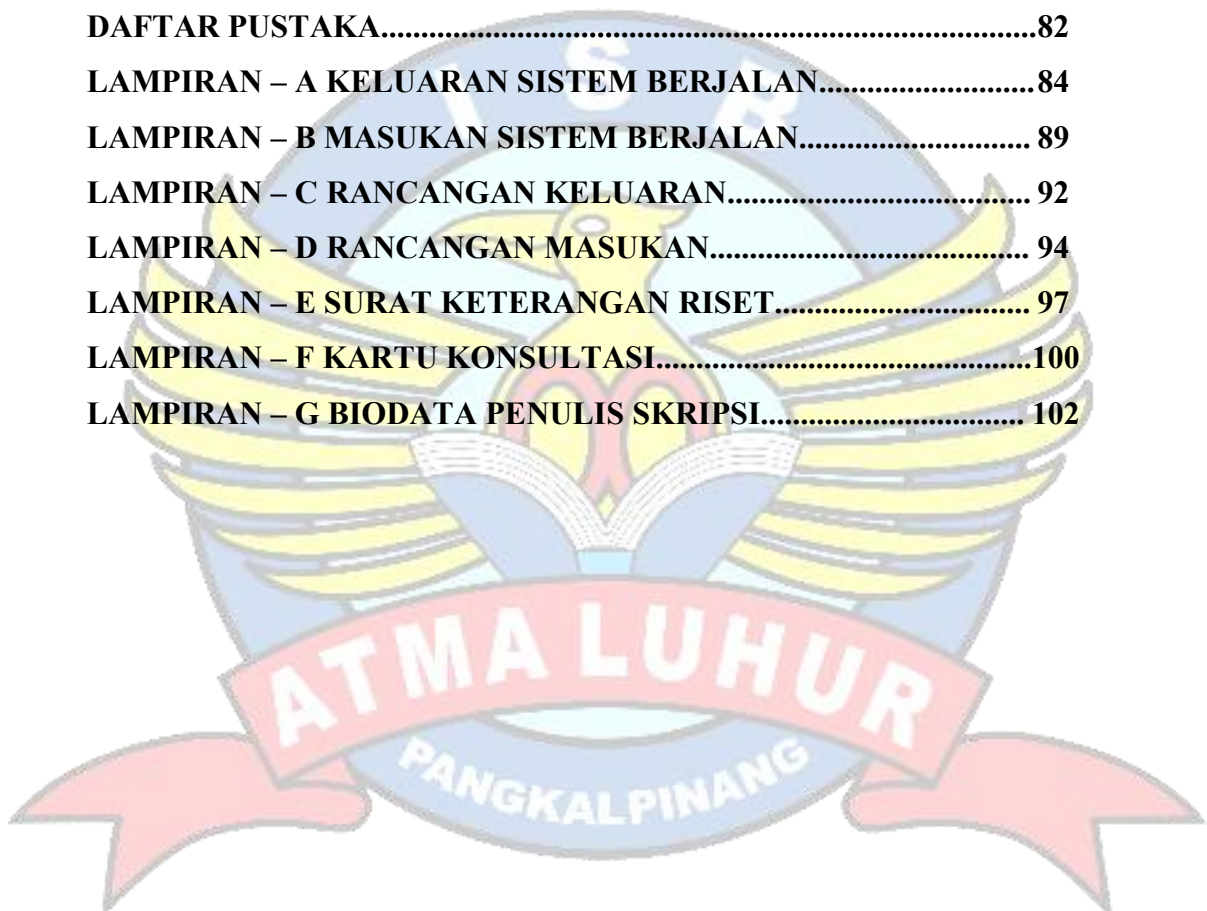 DAFTAR PUSTAKA................................................................................82
LAMPIRAN – A KELUARAN SISTEM BERJALAN...........................84
LAMPIRAN – B MASUKAN SISTEM BERJALAN............................. 89
LAMPIRAN – C RANCANGAN KELUARAN..................................... 92
LAMPIRAN – D RANCANGAN MASUKAN....................................... 94
LAMPIRAN – E SURAT KETERANGAN RISET............................... 97
LAMPIRAN – F KARTU KONSULTASI..............................................100
LAMPIRAN – G BIODATA PENULIS SKRIPSI................................ 102
I S B
ATMA LUHUR
PANGKALPINANG